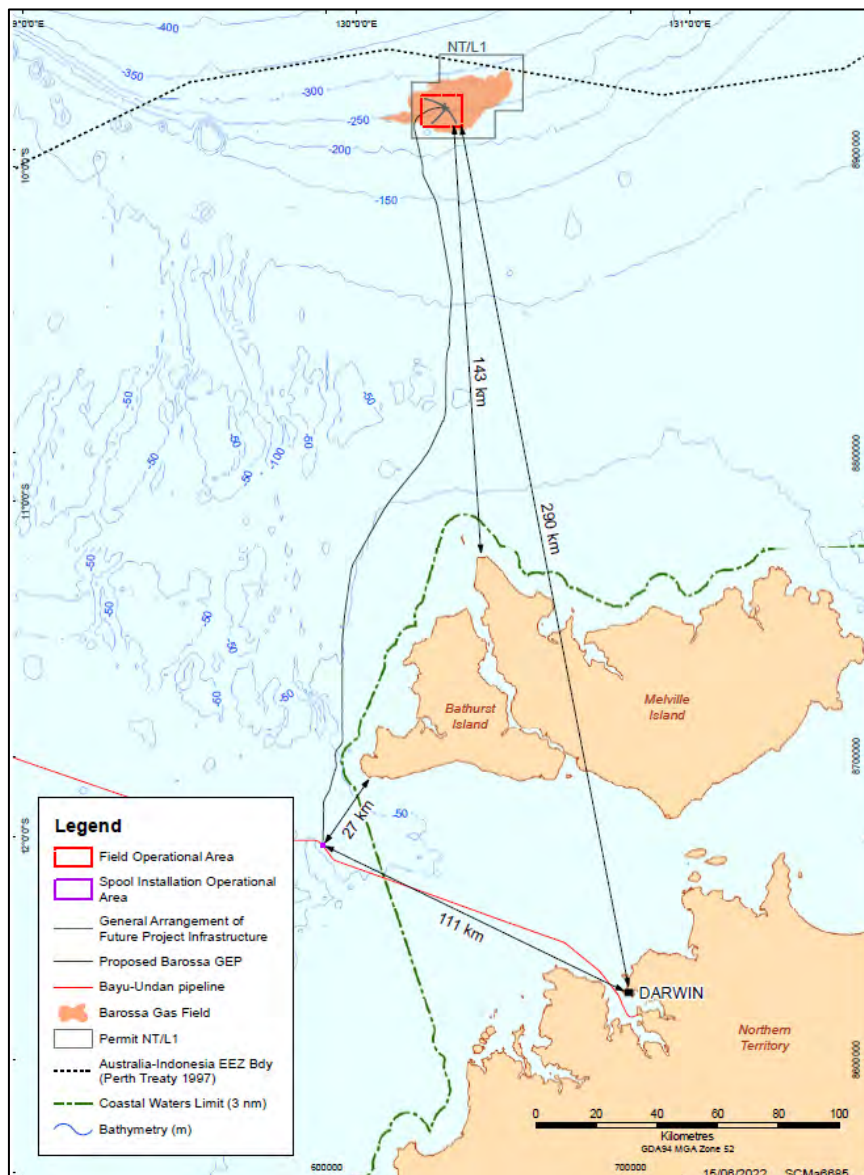 9°0'0"E
130°0'0"E
131°0'0"E
-400
NT/L1
-350
-300
-250
-200
-150
10°0'0"S
8900000
143 km
-50
-50
-50
-50
-50
-100
-50
-50
8800000
11°0'0"S
290 km
-50
-50
-50
-50
-50
-50
Bathurst
Island
Melville
Island
8700000
27 km
-50
12°0'0"S
111 km
DARWIN
Northern
Territory
8600000
Legend
Field Operational Area
Spool Installation Operational
Area
General Arrangement of
Future Project Infrastructure
Proposed Barossa GEP
Bayu-Undan pipeline
Barossa Gas Field
Permit NT/L1
Australia-Indonesia EEZ Bdy
(Perth Treaty 1997)
Coastal Waters Limit (3 nm)
Bathymetry (m)
0 20 40 60 80 100
Kilometres
GDA94 MGA Zone 52
600000
700000
15/06/2022 SCMa6695